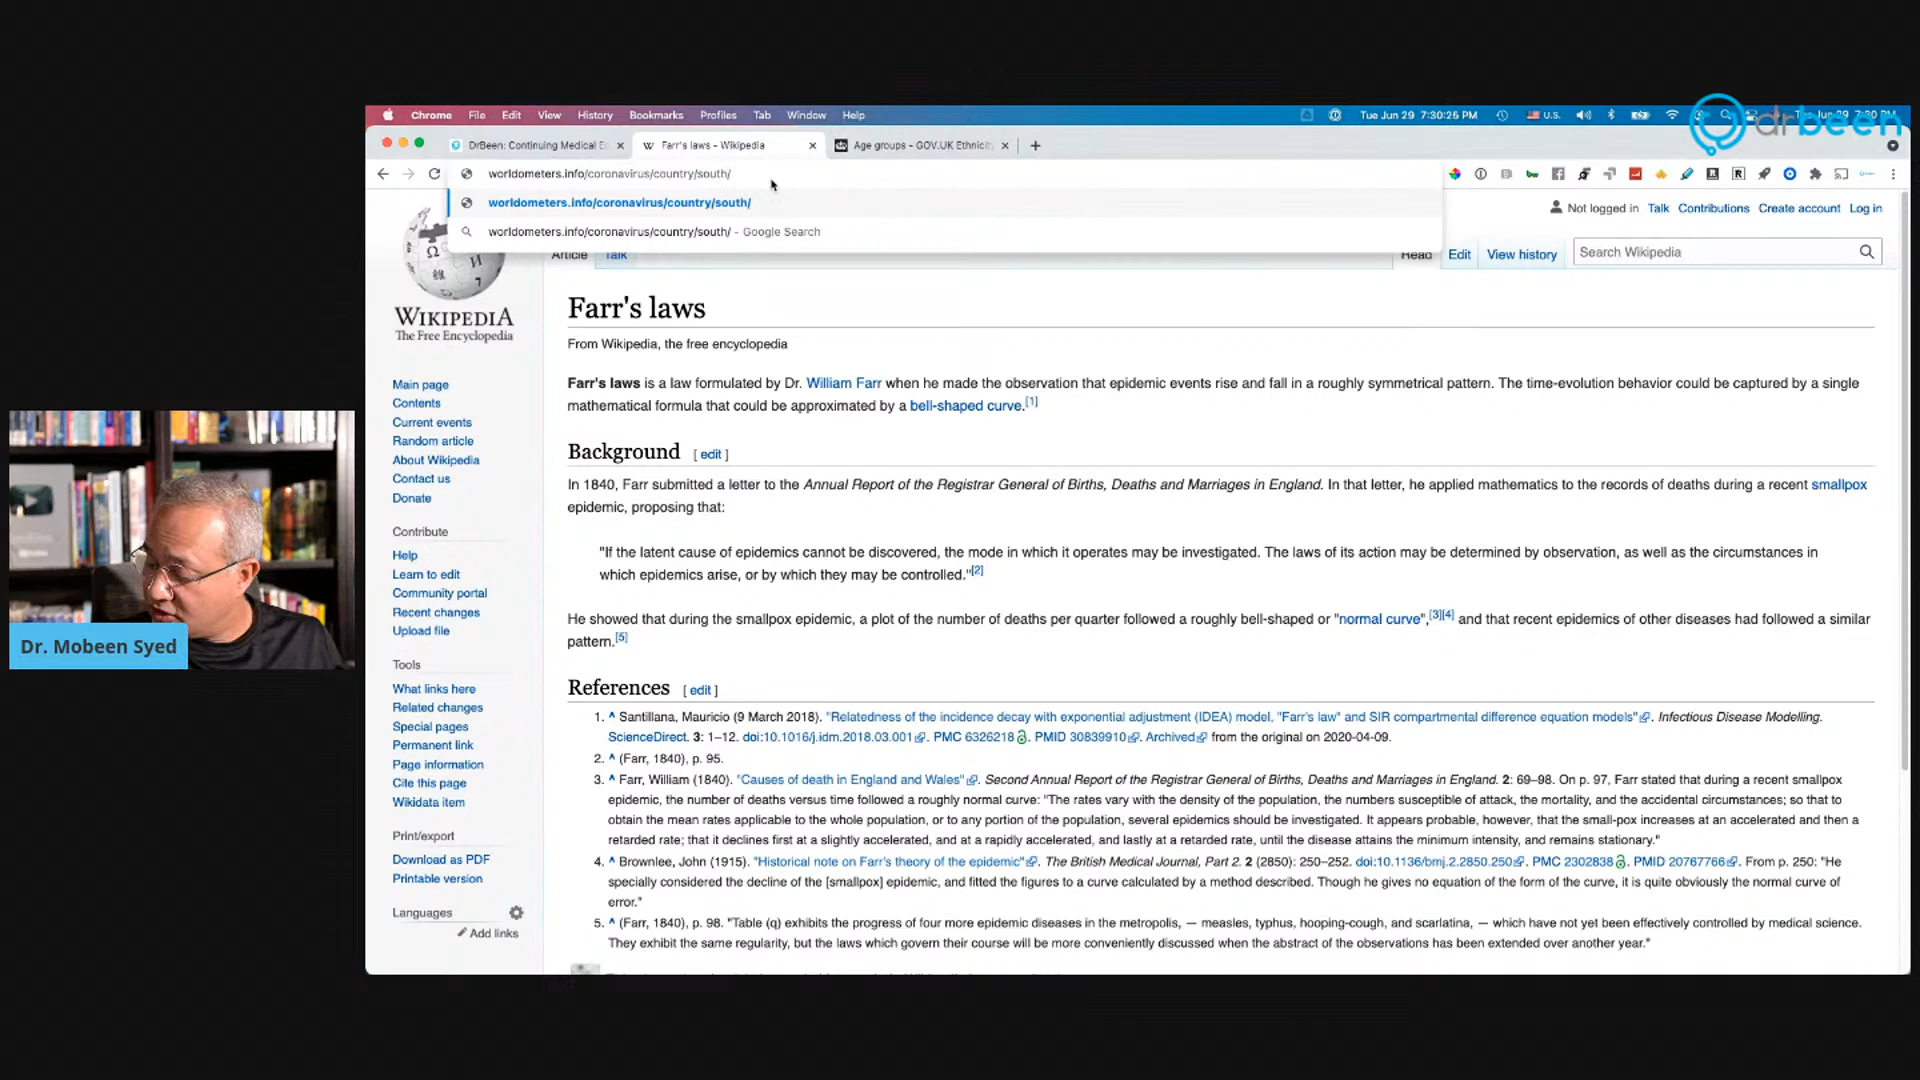 Chrome File Edit View History Bookmarks Profiles Tab Window Help U.S. Tue Jun 29 7:30:25 PM
drbeen
DrBeen: Continuing Medical E
Farr's laws - Wikipedia
Age groups - GOV.UK Ethnicit
worldometers.info/coronavirus/country/south/
worldometers.info/coronavirus/country/south/
worldometers.info/coronavirus/country/south/ - Google Search
Not logged in Talk Contributions Create account Log in
Article Talk Read Edit View history Search Wikipedia
WIKIPEDIA
The Free Encyclopedia
Main page
Contents
Current events
Random article
About Wikipedia
Contact us
Donate
Contribute
Help
Learn to edit
Community portal
Recent changes
Upload file
Tools
What links here
Related changes
Special pages
Permanent link
Page information
Cite this page
Wikidata item
Print/export
Download as PDF
Printable version
Languages
Add links
Farr's laws
From Wikipedia, the free encyclopedia
Farr's laws is a law formulated by Dr. William Farr when he made the observation that epidemic events rise and fall in a roughly symmetrical pattern. The time-evolution behavior could be captured by a single
mathematical formula that could be approximated by a bell-shaped curve.[1]
Background [ edit ]
In 1840, Farr submitted a letter to the Annual Report of the Registrar General of Births, Deaths and Marriages in England. In that letter, he applied mathematics to the records of deaths during a recent smallpox
epidemic, proposing that:
"If the latent cause of epidemics cannot be discovered, the mode in which it operates may be investigated. The laws of its action may be determined by observation, as well as the circumstances in
which epidemics arise, or by which they may be controlled."[2]
He showed that during the smallpox epidemic, a plot of the number of deaths per quarter followed a roughly bell-shaped or "normal curve",[3][4] and that recent epidemics of other diseases had followed a similar
pattern.[5]
References [ edit ]
1. ^ Santillana, Mauricio (9 March 2018). "Relatedness of the incidence decay with exponential adjustment (IDEA) model, "Farr's law" and SIR compartmental difference equation models". Infectious Disease Modelling.
ScienceDirect. 3: 1–12. doi:10.1016/j.idm.2018.03.001. PMC 6326218. PMID 30839910. Archived from the original on 2020-04-09.
2. ^ (Farr, 1840), p. 95.
3. ^ Farr, William (1840). "Causes of death in England and Wales". Second Annual Report of the Registrar General of Births, Deaths and Marriages in England. 2: 69–98. On p. 97, Farr stated that during a recent smallpox
epidemic, the number of deaths versus time followed a roughly normal curve: "The rates vary with the density of the population, the numbers susceptible of attack, the mortality, and the accidental circumstances; so that to
obtain the mean rates applicable to the whole population, or to any portion of the population, several epidemics should be investigated. It appears probable, however, that the small-pox increases at an accelerated and then a
retarded rate; that it declines first at a slightly accelerated, and at a rapidly accelerated, and lastly at a retarded rate, until the disease attains the minimum intensity, and remains stationary."
4. ^ Brownlee, John (1915). "Historical note on Farr's theory of the epidemic". The British Medical Journal, Part 2. 2 (2850): 250–252. doi:10.1136/bmj.2.2850.250. PMC 2302838. PMID 20767766. From p. 250: "He
specially considered the decline of the [smallpox] epidemic, and fitted the figures to a curve calculated by a method described. Though he gives no equation of the form of the curve, it is quite obviously the normal curve of
error."
5. ^ (Farr, 1840), p. 98. "Table (q) exhibits the progress of four more epidemic diseases in the metropolis, — measles, typhus, hooping-cough, and scarlatina, — which have not yet been effectively controlled by medical science.
They exhibit the same regularity, but the laws which govern their course will be more conveniently discussed when the abstract of the observations has been extended over another year."
Dr. Mobeen Syed